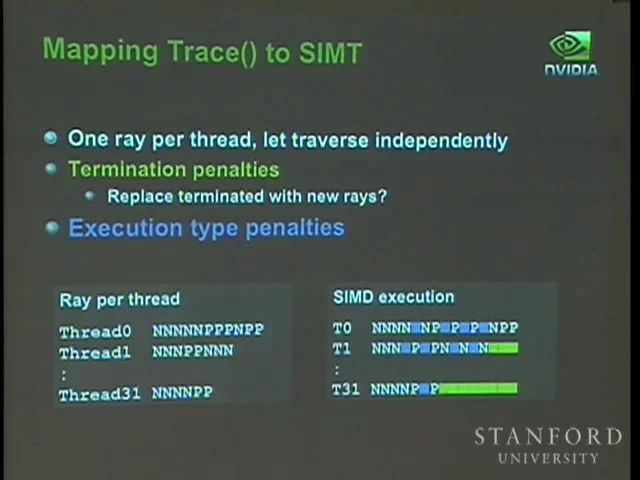 Mapping Trace() to SIMT
NVIDIA
One ray per thread, let traverse independently
Termination penalties
Replace terminated with new rays?
Execution type penalties
Ray per thread
Thread0 NNNNNPPPNPP
Thread1 NNNPPNNN
:
Thread31 NNNNPP
SIMD execution
T0 NNNN NP P P NPP
T1 NNN P PN N N
:
T31 NNNNP P
STANFORD
UNIVERSITY